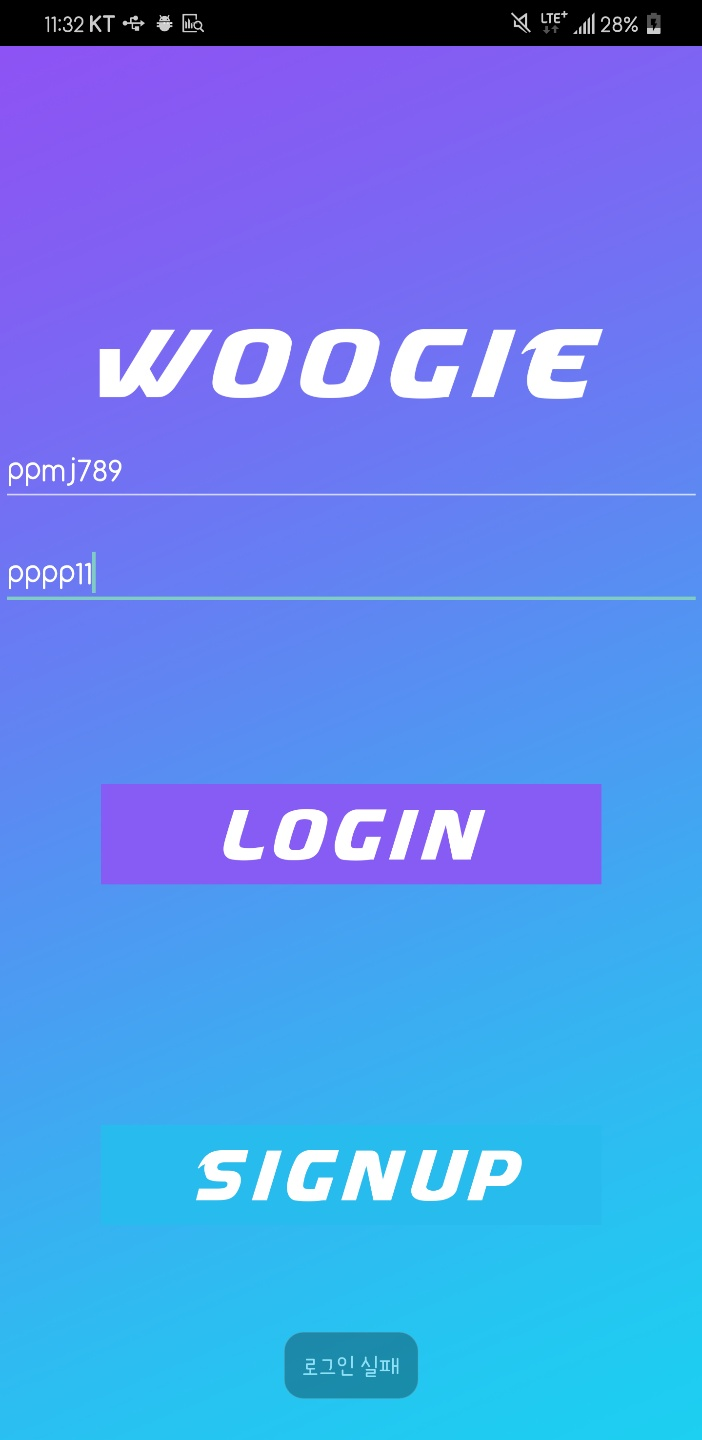 11:32 KT LTE+ 28%
WOOGIE
ppmj789
pppp11
LOGIN
SIGNUP
로그인 실패